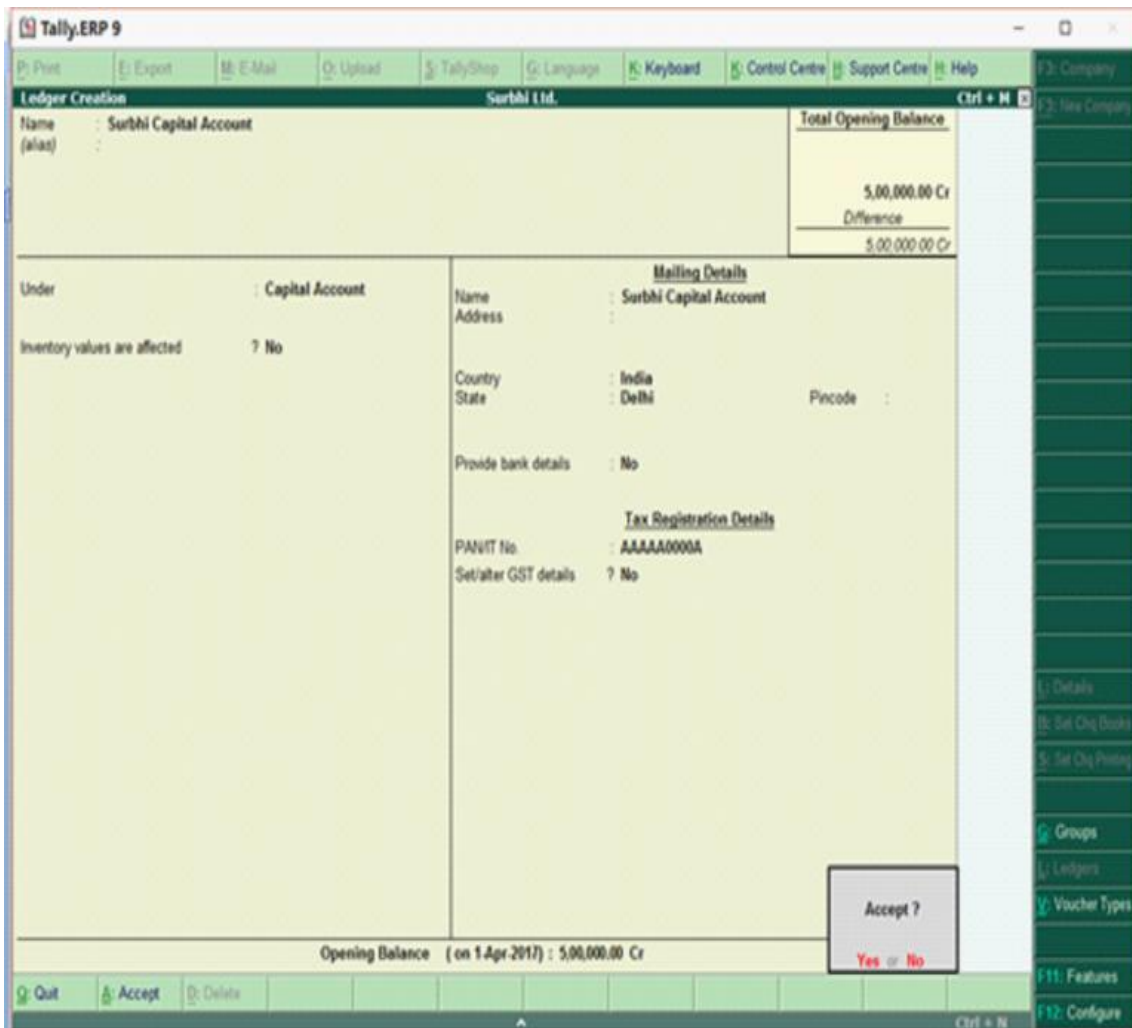 Tally.ERP 9
P: Print E: Export M: E-Mail O: Upload S: TallyShop G: Language K: Keyboard K: Control Centre H: Support Centre H: Help F3: Company
Ledger Creation Surbhi Ltd. Ctrl + M F3: New Company
Name : Surbhi Capital Account Total Opening Balance
(alias) :
5,00,000.00 Cr
Difference
5,00,000.00 Cr
Mailing Details
Under : Capital Account Name : Surbhi Capital Account
Address :
Inventory values are affected ? No
Country : India
State : Delhi Pincode :
Provide bank details : No
Tax Registration Details
PAN/IT No. : AAAAA0000A
Set/alter GST details ? No
L: Details
B: Set Chq Books
S: Set Chq Printing
G: Groups
L: Ledgers
V: Voucher Types
Accept ?
Yes or No
Opening Balance ( on 1-Apr-2017) : 5,00,000.00 Cr
F11: Features
Q: Quit A: Accept D: Delete
F12: Configure
Ctrl + N